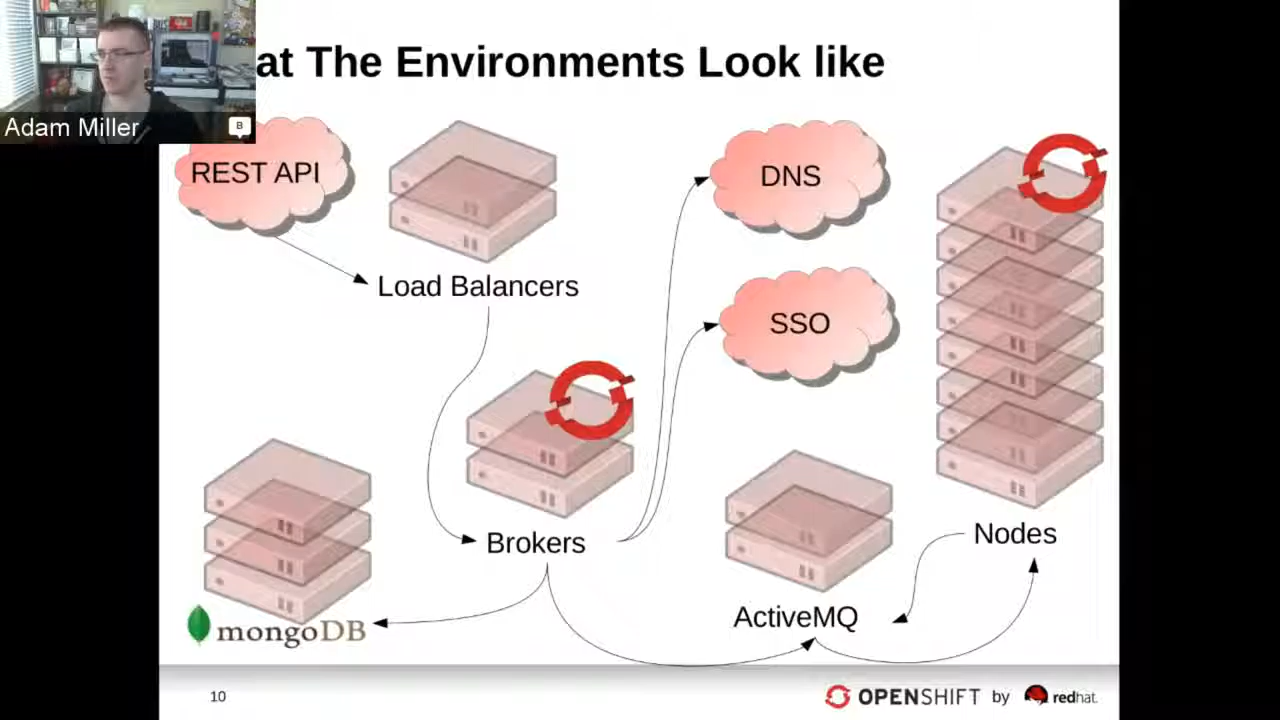 at The Environments Look like
Adam Miller
B
REST API
DNS
Load Balancers
SSO
Brokers
Nodes
ActiveMQ
mongoDB
10
OPENSHIFT by redhat.